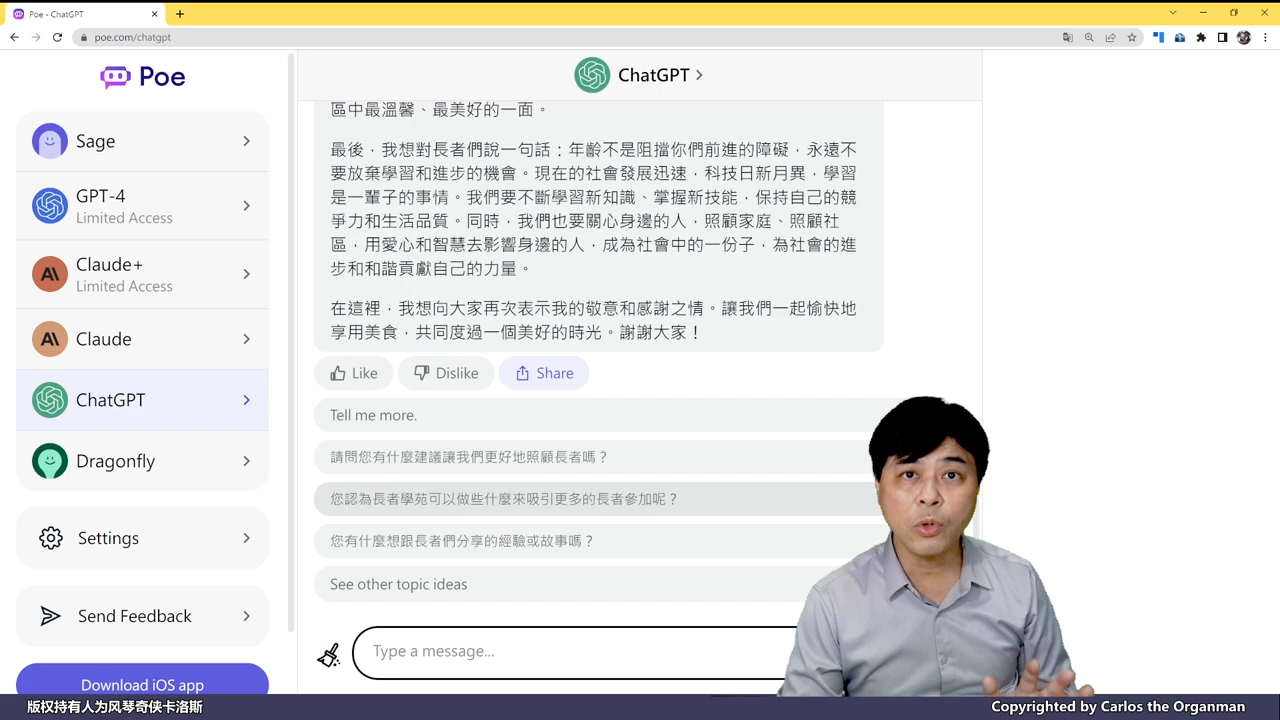 Poe - ChatGPT
poe.com/chatgpt
Poe
Sage
GPT-4
Limited Access
Claude+
Limited Access
Claude
ChatGPT
Dragonfly
Settings
Send Feedback
Download iOS app
ChatGPT
區中最溫馨、最美好的一面。
最後，我想對長者們說一句話：年齡不是阻擋你們前進的障礙，永遠不
要放棄學習和進步的機會。現在的社會發展迅速，科技日新月異，學習
是一輩子的事情。我們要不斷學習新知識、掌握新技能，保持自己的競
爭力和生活品質。同時，我們也要關心身邊的人，照顧家庭、照顧社
區，用愛心和智慧去影響身邊的人，成為社會中的一份子，為社會的進
步和和諧貢獻自己的力量。
在這裡，我想向大家再次表示我的敬意和感謝之情。讓我們一起愉快地
享用美食，共同度過一個美好的時光。謝謝大家！
Like
Dislike
Share
Tell me more.
請問您有什麼建議讓我們更好地照顧長者嗎？
您認為長者學苑可以做些什麼來吸引更多的長者參加呢？
您有什麼想跟長者們分享的經驗或故事嗎？
See other topic ideas
Type a message...
版权持有人为风琴奇侠卡洛斯
Copyrighted by Carlos the Organman